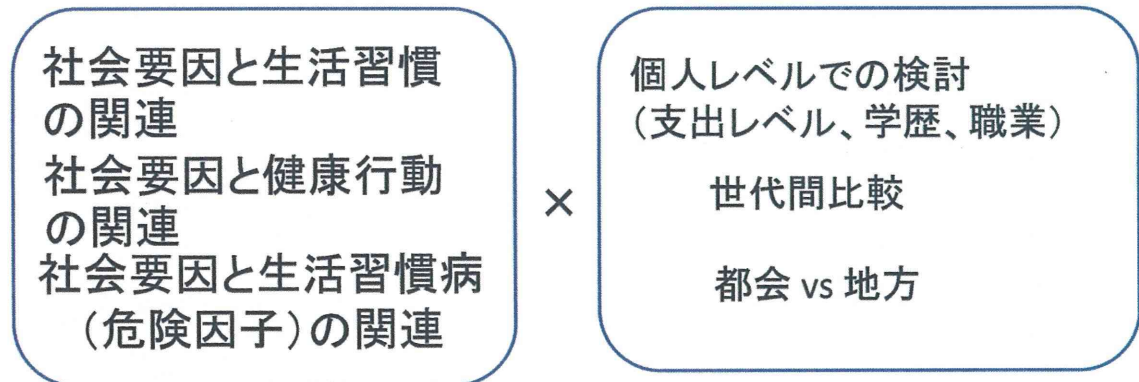 社会要因と生活習慣
の関連
社会要因と健康行動
の関連
社会要因と生活習慣病
（危険因子）の関連
×
個人レベルでの検討
（支出レベル、学歴、職業）
世代間比較
都会 vs 地方